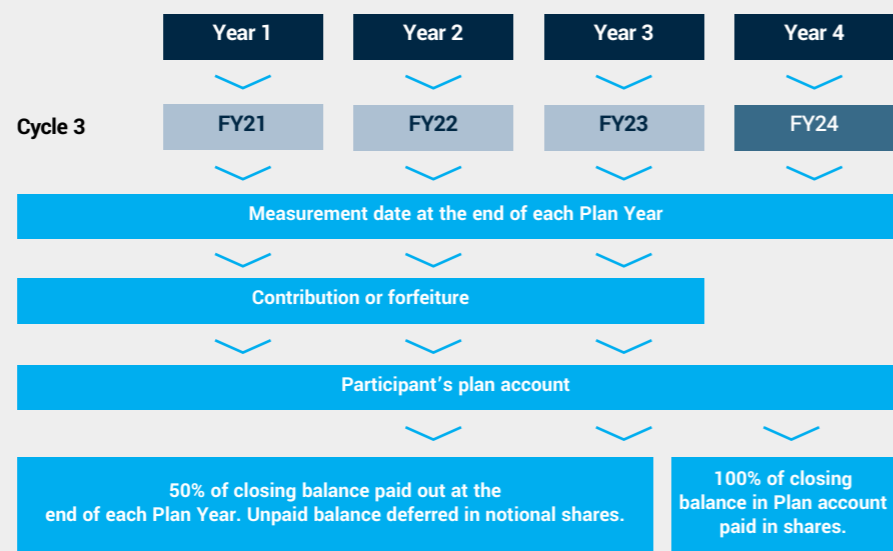 Year 1
Year 2
Year 3
Year 4
Cycle 3
FY21
FY22
FY23
FY24
Measurement date at the end of each Plan Year
Contribution or forfeiture
Participant’s plan account
50% of closing balance paid out at the
end of each Plan Year. Unpaid balance deferred in notional shares.
100% of closing
balance in Plan account
paid in shares.